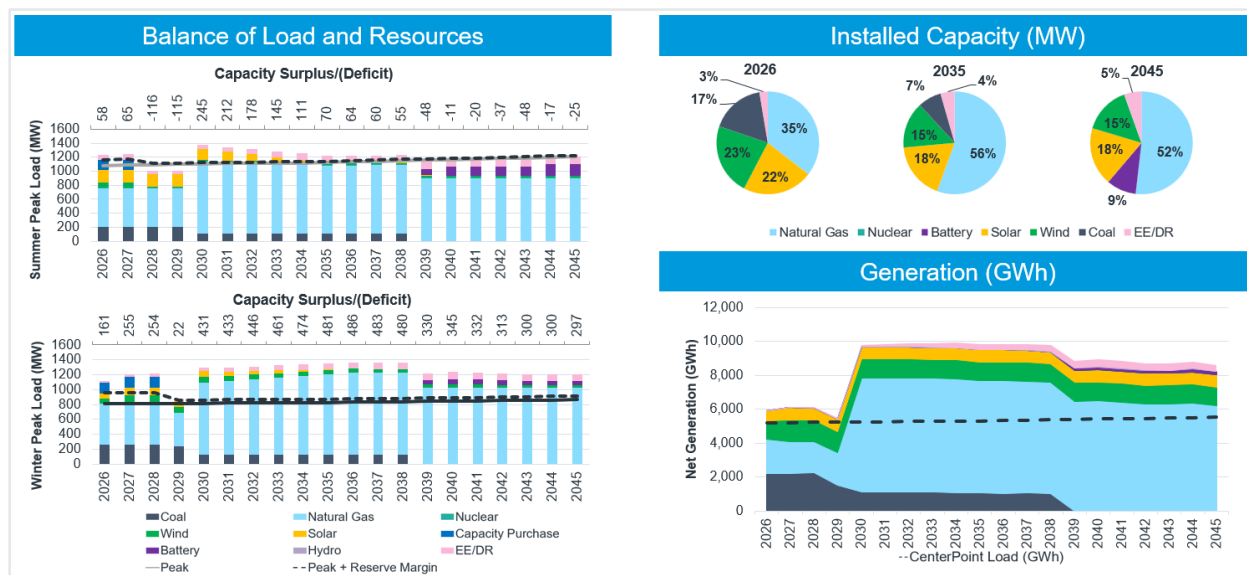 Balance of Load and Resources
Capacity Surplus/(Deficit)
58 65 -116 -115 245 212 178 145 111 70 64 60 55 -48 -11 -20 -37 -48 -17 -25
Summer Peak Load (MW)
1600
1400
1200
1000
800
600
400
200
0
2026 2027 2028 2029 2030 2031 2032 2033 2034 2035 2036 2037 2038 2039 2040 2041 2042 2043 2044 2045
Capacity Surplus/(Deficit)
161 255 254 22 431 433 446 461 474 481 486 483 480 330 345 332 313 300 300 297
Winter Peak Load (MW)
1600
1400
1200
1000
800
600
400
200
0
2026 2027 2028 2029 2030 2031 2032 2033 2034 2035 2036 2037 2038 2039 2040 2041 2042 2043 2044 2045
Coal Natural Gas Nuclear
Wind Solar Capacity Purchase
Battery Hydro EE/DR
Peak Peak + Reserve Margin
Installed Capacity (MW)
2026
3%
17%
35%
23%
22%
2035
7%
4%
15%
56%
18%
2045
5%
15%
18%
52%
9%
Natural Gas Nuclear Battery Solar Wind Coal EE/DR
Generation (GWh)
Net Generation (GWh)
12,000
10,000
8,000
6,000
4,000
2,000
0
2026 2027 2028 2029 2030 2031 2032 2033 2034 2035 2036 2037 2038 2039 2040 2041 2042 2043 2044 2045
--CenterPoint Load (GWh)